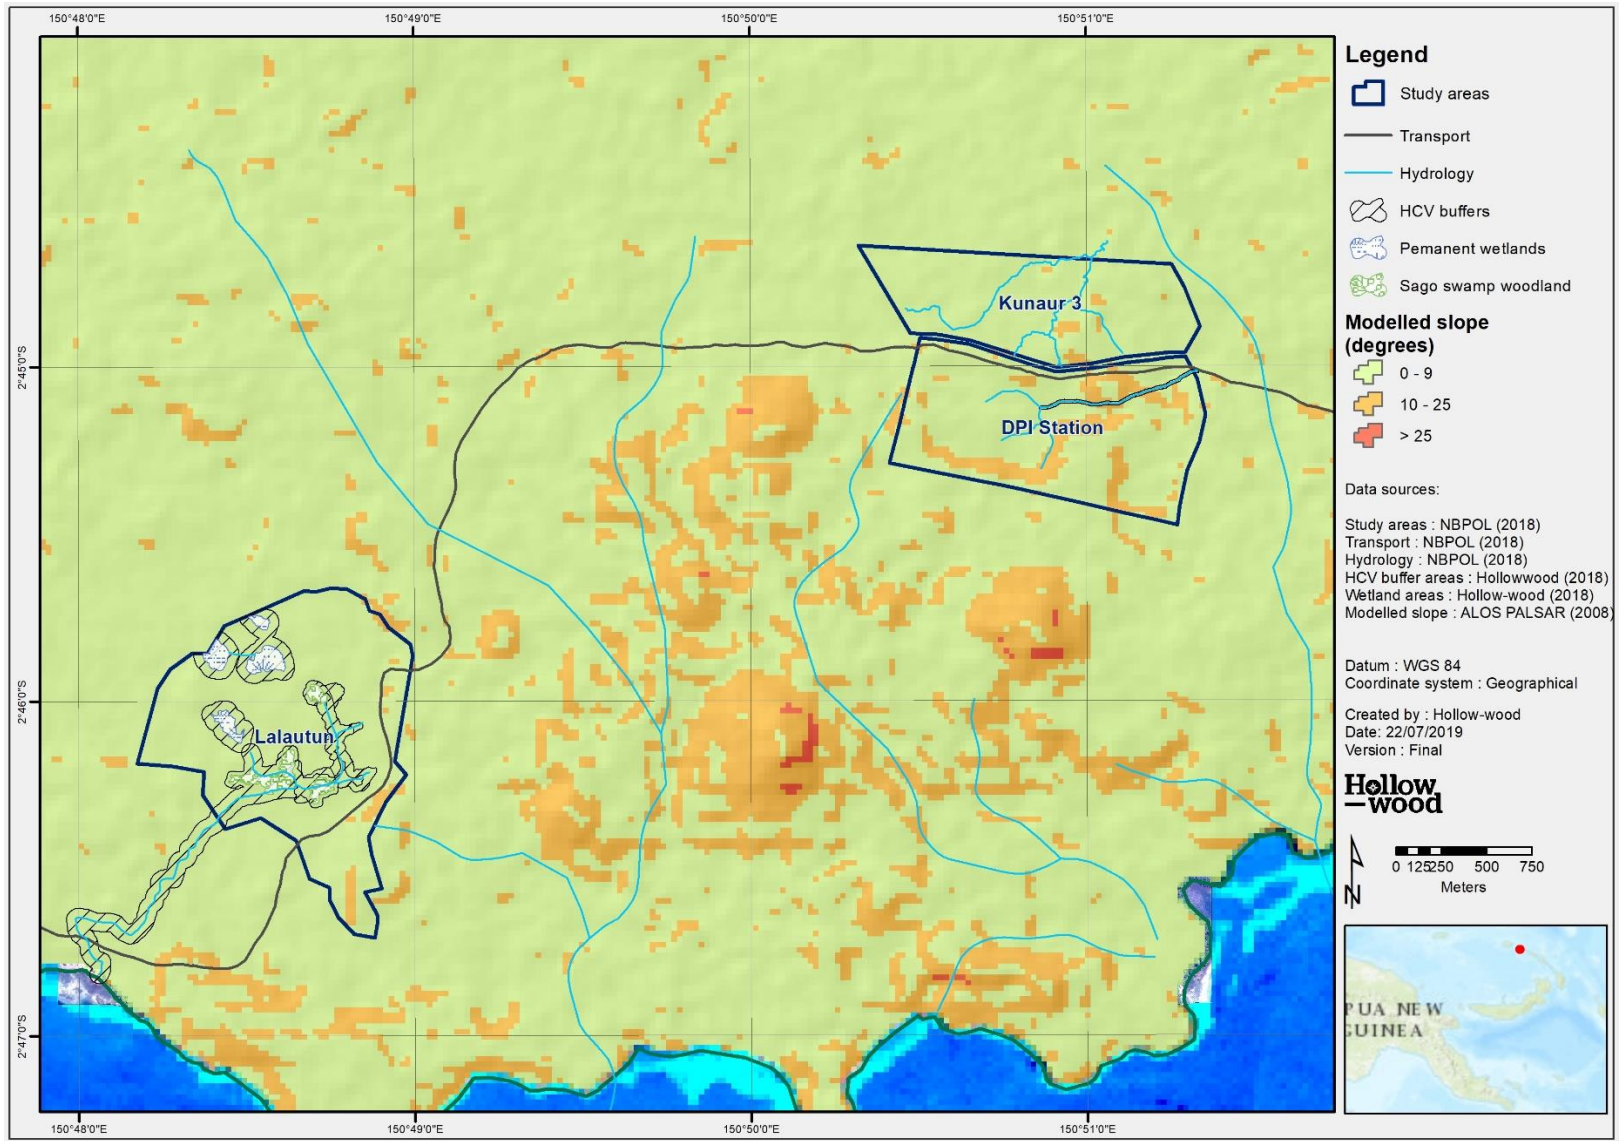 150°48'0"E
150°49'0"E
150°50'0"E
150°51'0"E
2°45'0"S
2°46'0"S
2°47'0"S
Kunaur 3
DPI Station
Lalautun
150°48'0"E
150°49'0"E
150°50'0"E
150°51'0"E
Legend
Study areas
Transport
Hydrology
HCV buffers
Pemanent wetlands
Sago swamp woodland
Modelled slope
(degrees)
0 - 9
10 - 25
> 25
Data sources:
Study areas : NBPOL (2018)
Transport : NBPOL (2018)
Hydrology : NBPOL (2018)
HCV buffer areas : Hollowwood (2018)
Wetland areas : Hollow-wood (2018)
Modelled slope : ALOS PALSAR (2008)
Datum : WGS 84
Coordinate system : Geographical
Created by : Hollow-wood
Date: 22/07/2019
Version : Final
Hollow
–wood
N
0 125250 500 750
Meters
PUA NEW
GUINEA